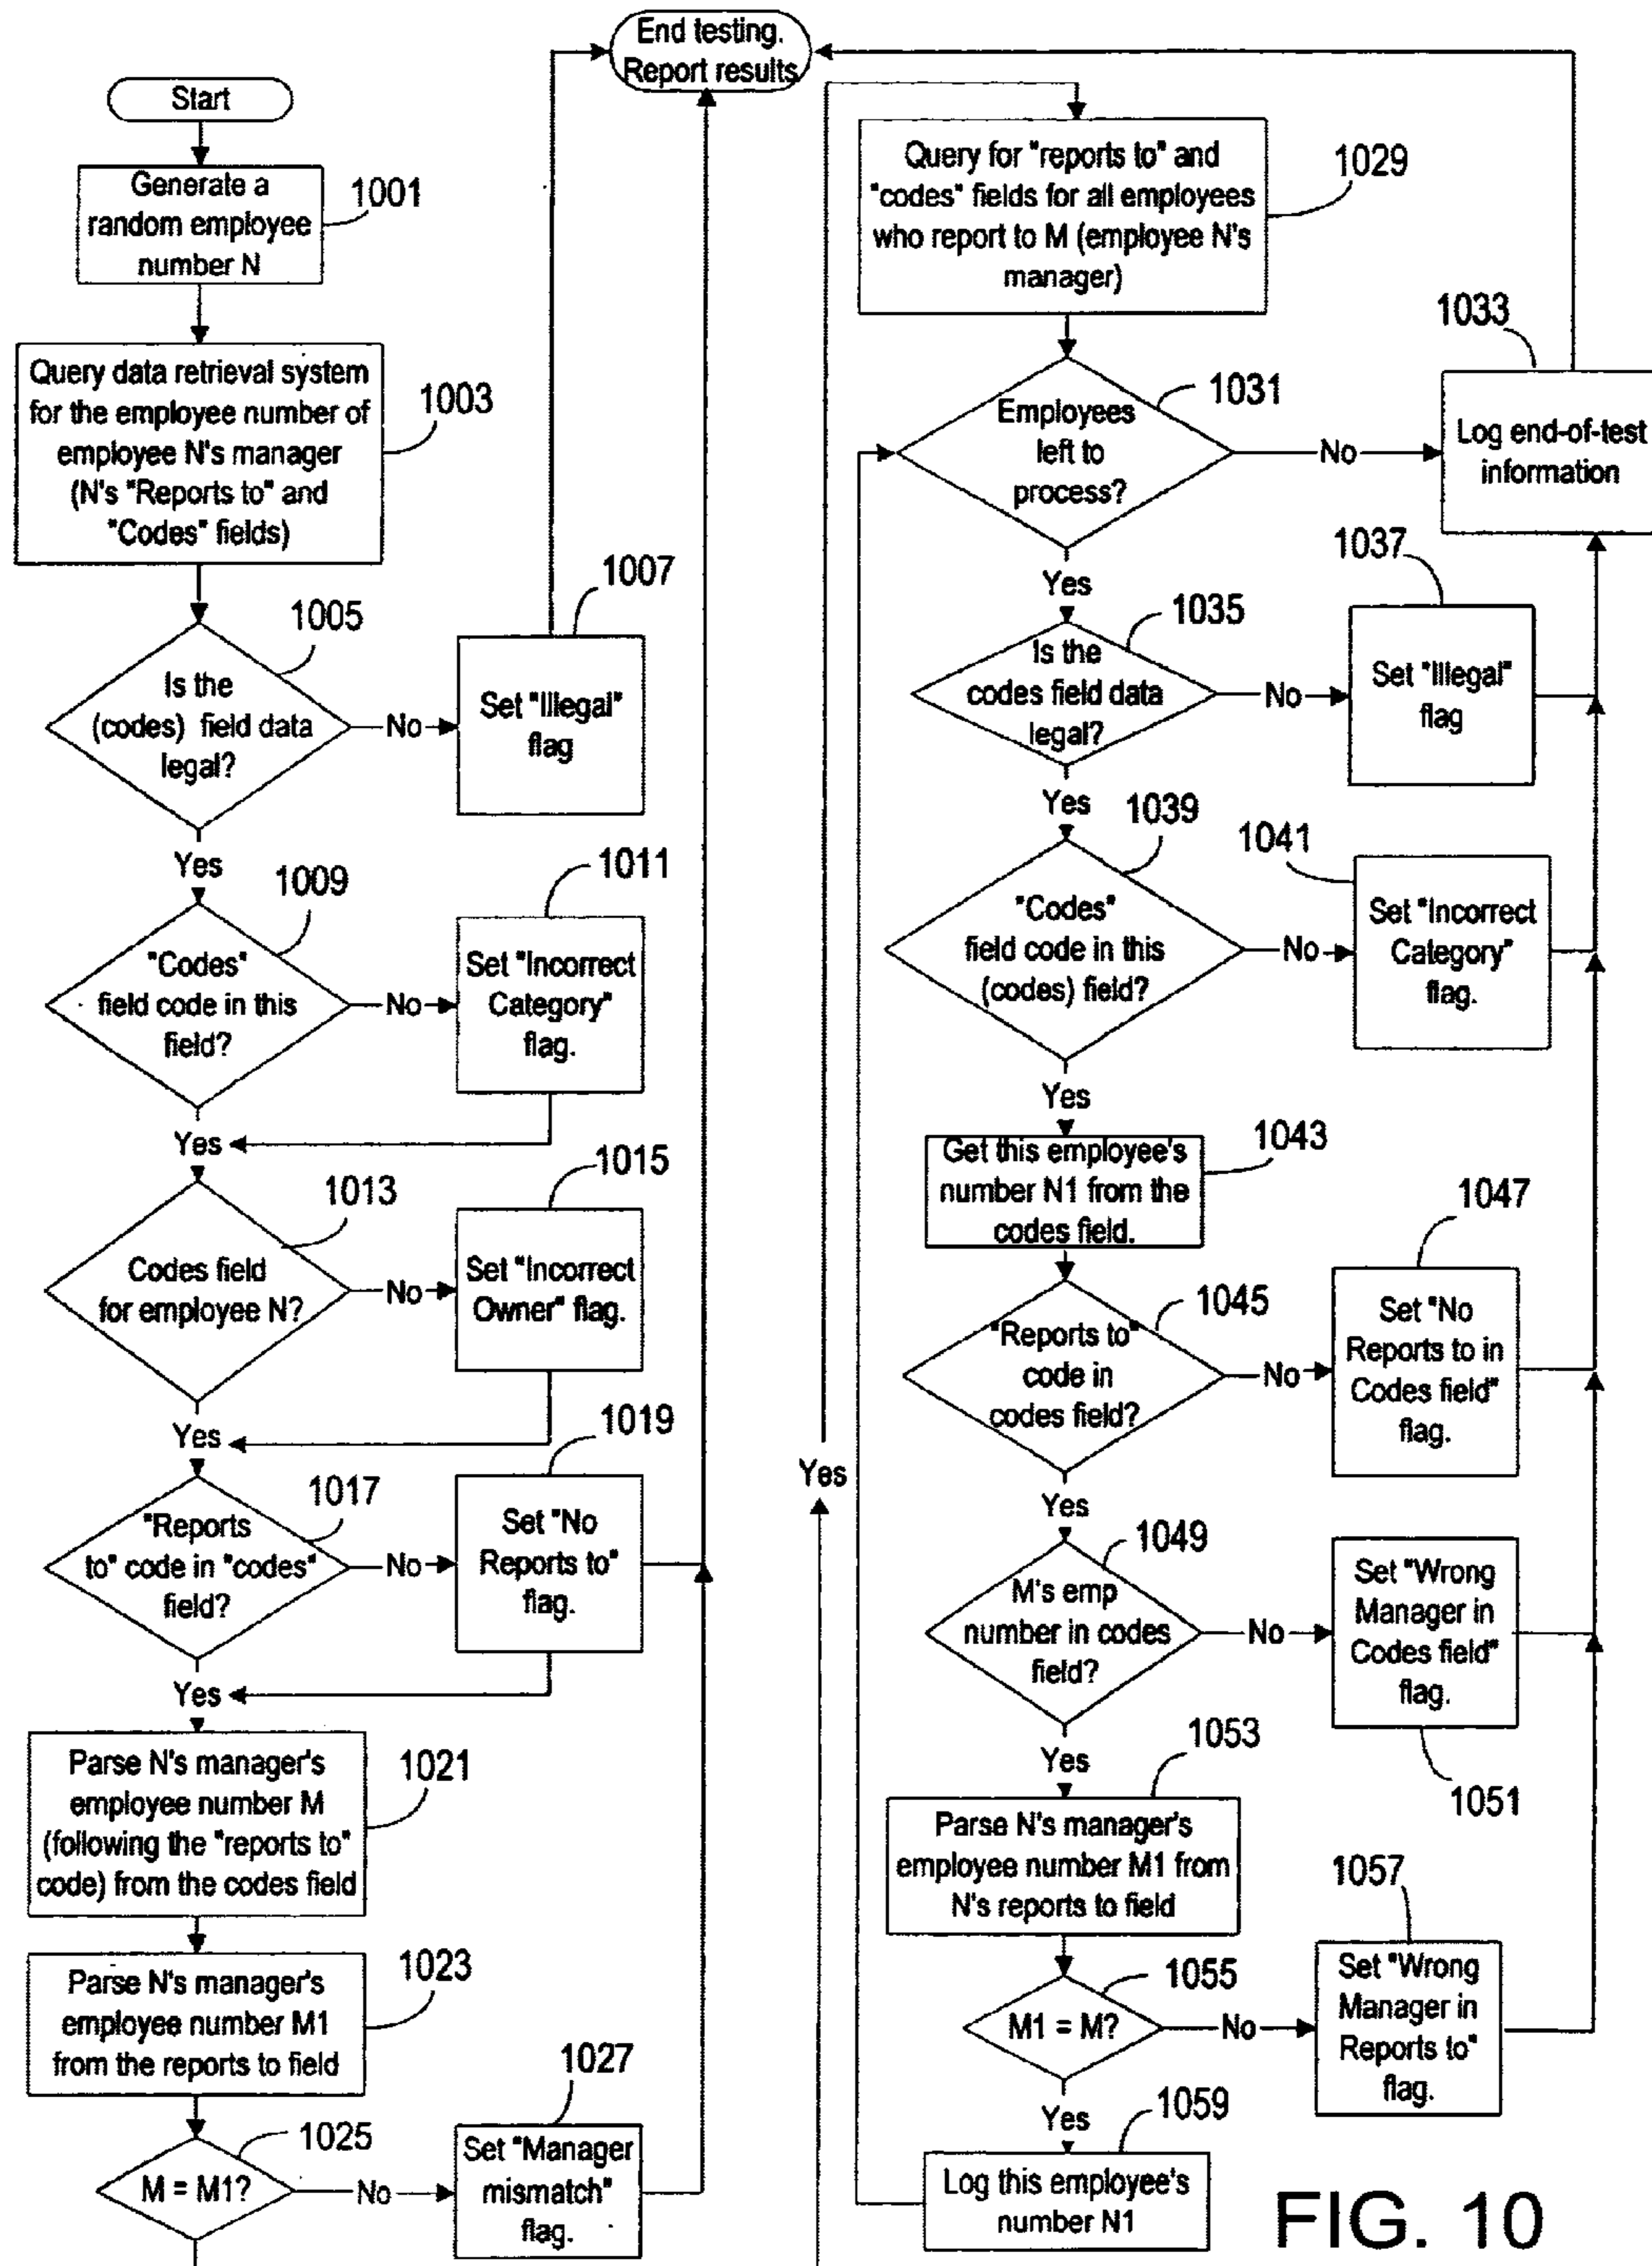 End testing.
Report results
Start
Generate a
random employee
number N
1001
Query data retrieval system
for the employee number of
employee N's manager
(N's "Reports to" and
"Codes" fields)
1003
Is the
(codes) field data
legal?
1005
No
Set "Illegal"
flag
1007
Yes
"Codes"
field code in this
field?
1009
No
Set "Incorrect
Category"
flag.
1011
Yes
Codes field
for employee N?
1013
No
Set "Incorrect
Owner" flag.
1015
Yes
"Reports
to" code in "codes"
field?
1017
No
Set "No
Reports to"
flag.
1019
Yes
Parse N's manager's
employee number M
(following the "reports to"
code) from the codes field
1021
Parse N's manager's
employee number M1
from the reports to field
1023
M = M1?
1025
No
Set "Manager
mismatch"
flag.
1027
Yes
Query for "reports to" and
"codes" fields for all employees
who report to M (employee N's
manager)
1029
Employees
left to
process?
1031
No
Log end-of-test
information
1033
Yes
Is the
codes field data
legal?
1035
No
Set "Illegal"
flag
1037
Yes
"Codes"
field code in this
(codes) field?
1039
No
Set "Incorrect
Category"
flag.
1041
Yes
Get this employee's
number N1 from the
codes field.
1043
"Reports to"
code in
codes field?
1045
No
Set "No
Reports to in
Codes field"
flag.
1047
Yes
M's emp
number in codes
field?
1049
No
Set "Wrong
Manager in
Codes field"
flag.
1051
Yes
Parse N's manager's
employee number M1 from
N's reports to field
1053
M1 = M?
1055
No
Set "Wrong
Manager in
Reports to"
flag.
1057
Yes
Log this employee's
number N1
1059
FIG. 10